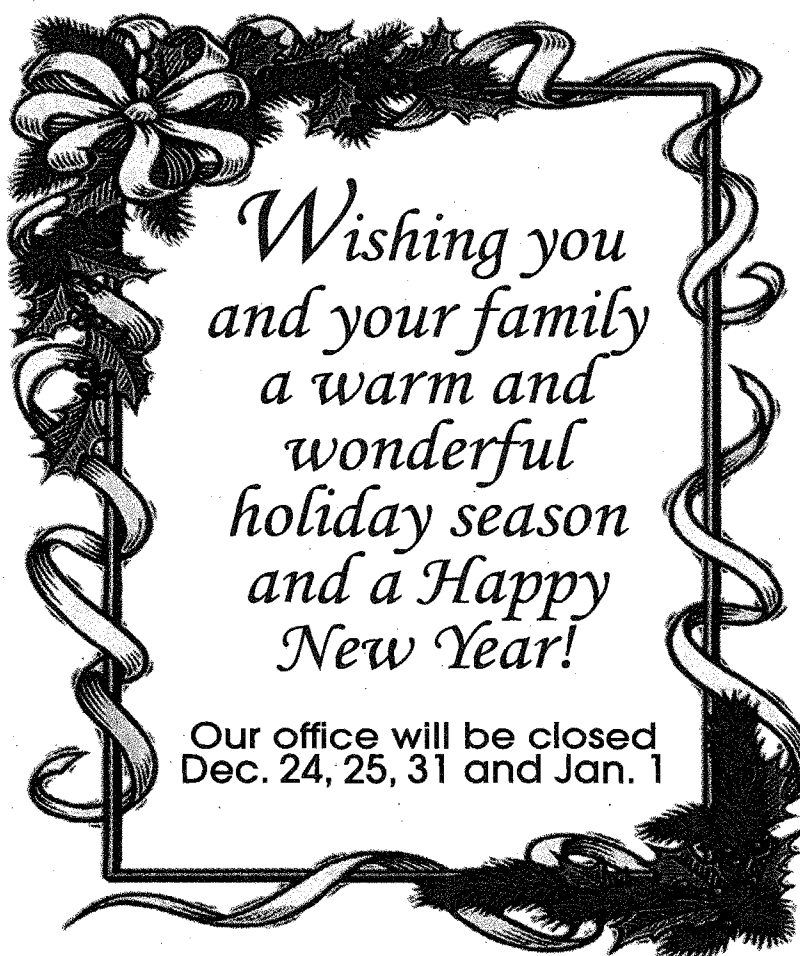 Wishing you
and your family
a warm and
wonderful
holiday season
and a Happy
New Year!
Our office will be closed
Dec. 24, 25, 31 and Jan. 1